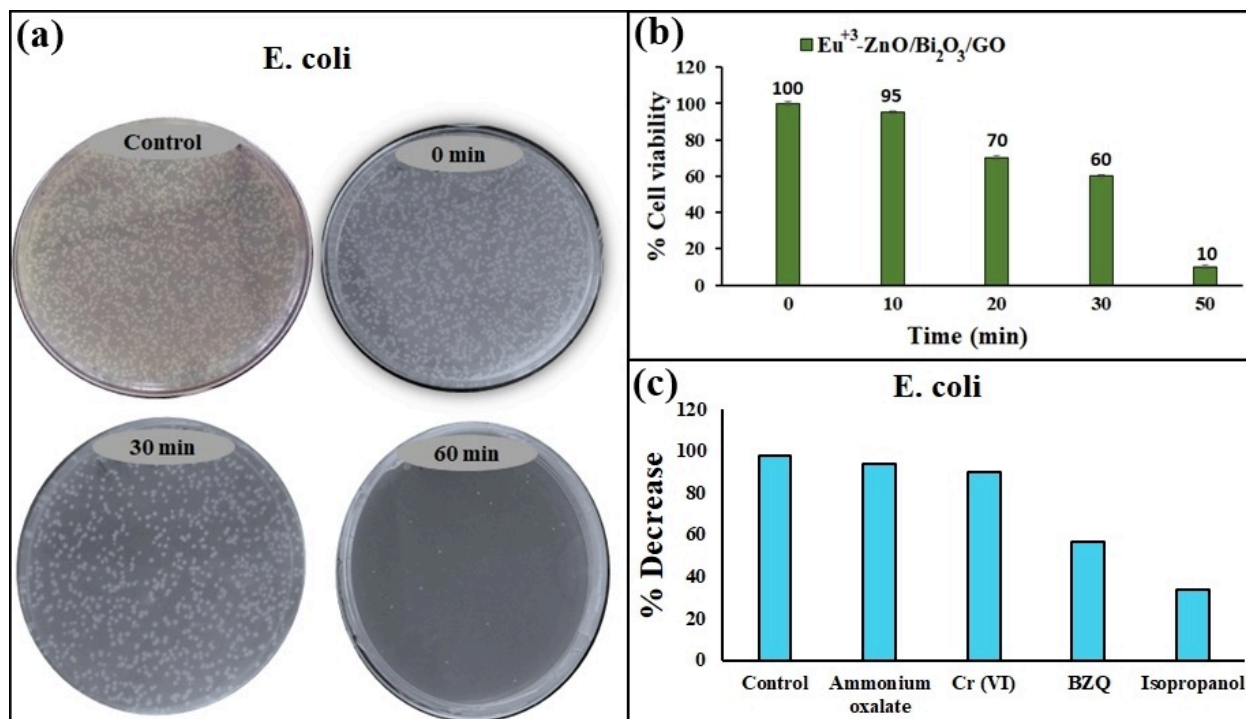 (a)
E. coli
Control
0 min
30 min
60 min
(b)
Eu⁺³-ZnO/Bi₂O₃/GO
% Cell viability
120
100
80
60
40
20
0
100
95
70
60
10
0 10 20 30 50
Time (min)
(c)
E. coli
% Decrease
120
100
80
60
40
20
0
Control Ammonium oxalate Cr (VI) BZQ Isopropanol